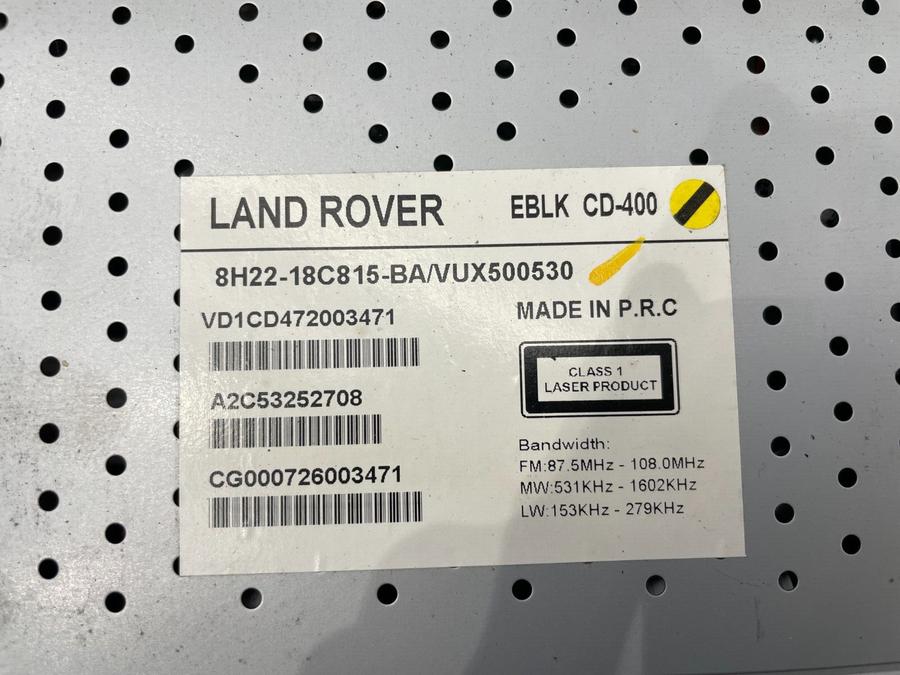 LAND ROVER EBLK CD-400
8H22-18C815-BA/VUX500530
VD1CD472003471
MADE IN P.R.C
CLASS 1
LASER PRODUCT
A2C53252708
CG000726003471
Bandwidth:
FM:87.5MHz - 108.0MHz
MW:531KHz - 1602KHz
LW:153KHz - 279KHz